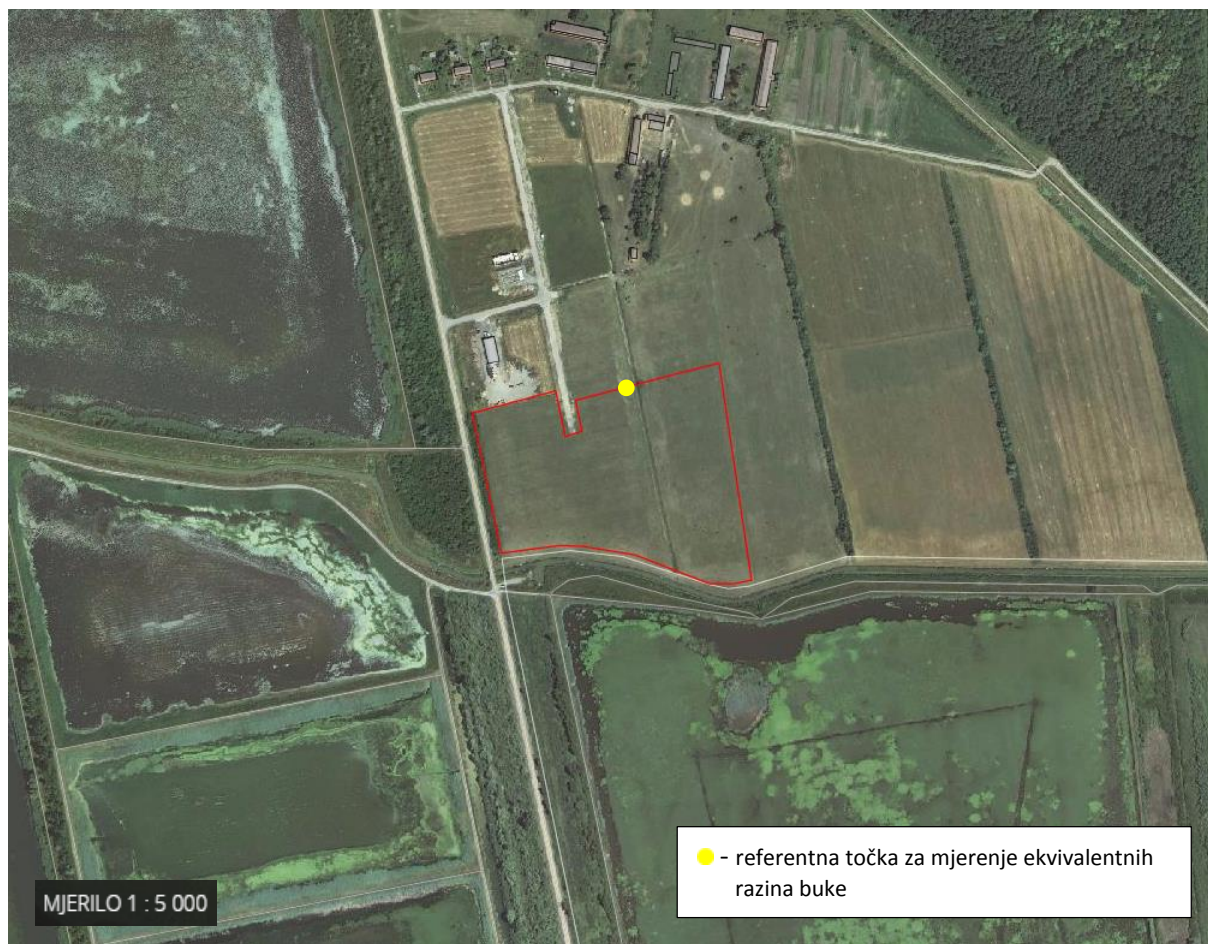 - referentna točka za mjerenje ekvivalentnih
razina buke
MJERILO 1 : 5 000